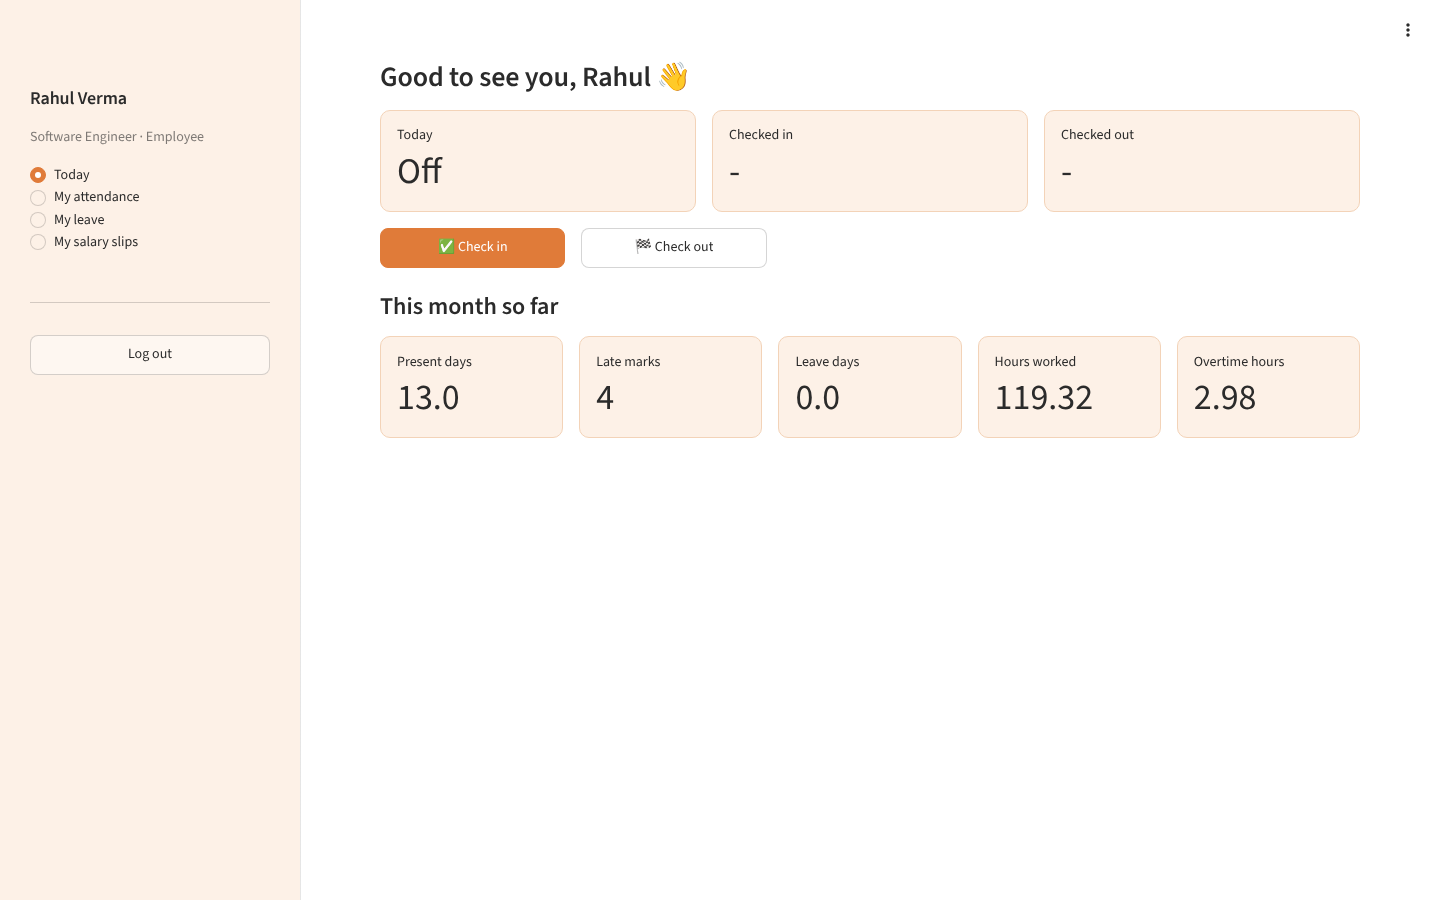 Rahul Verma
Software Engineer · Employee
Today
My attendance
My leave
My salary slips
Log out
Good to see you, Rahul 👋
Today
Off
Checked in
-
Checked out
-
✅ Check in
🏁 Check out
This month so far
Present days
13.0
Late marks
4
Leave days
0.0
Hours worked
119.32
Overtime hours
2.98